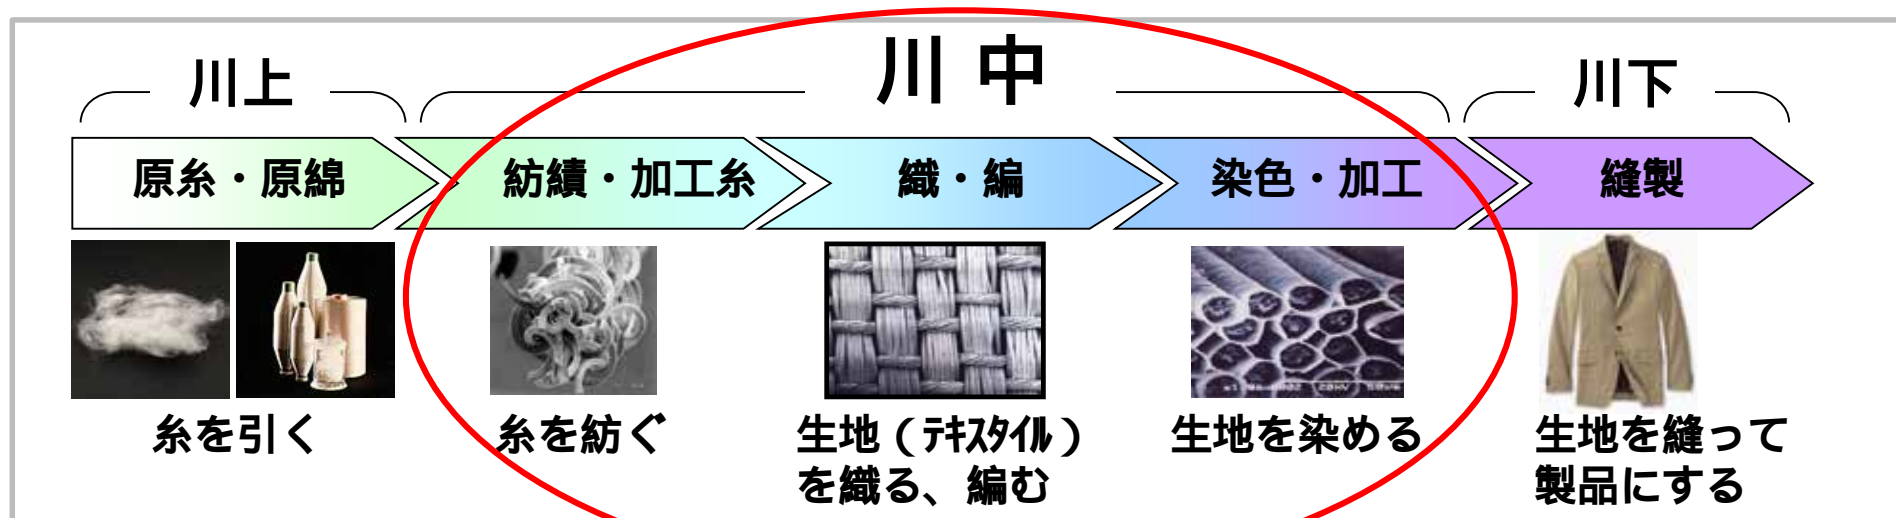 川上
川中
川下
原糸・原綿
紡績・加工糸
織・編
染色・加工
縫製
糸を引く
糸を紡ぐ
生地（ﾃｷｽﾀｲﾙ）
を織る、編む
生地を染める
生地を縫って
製品にする